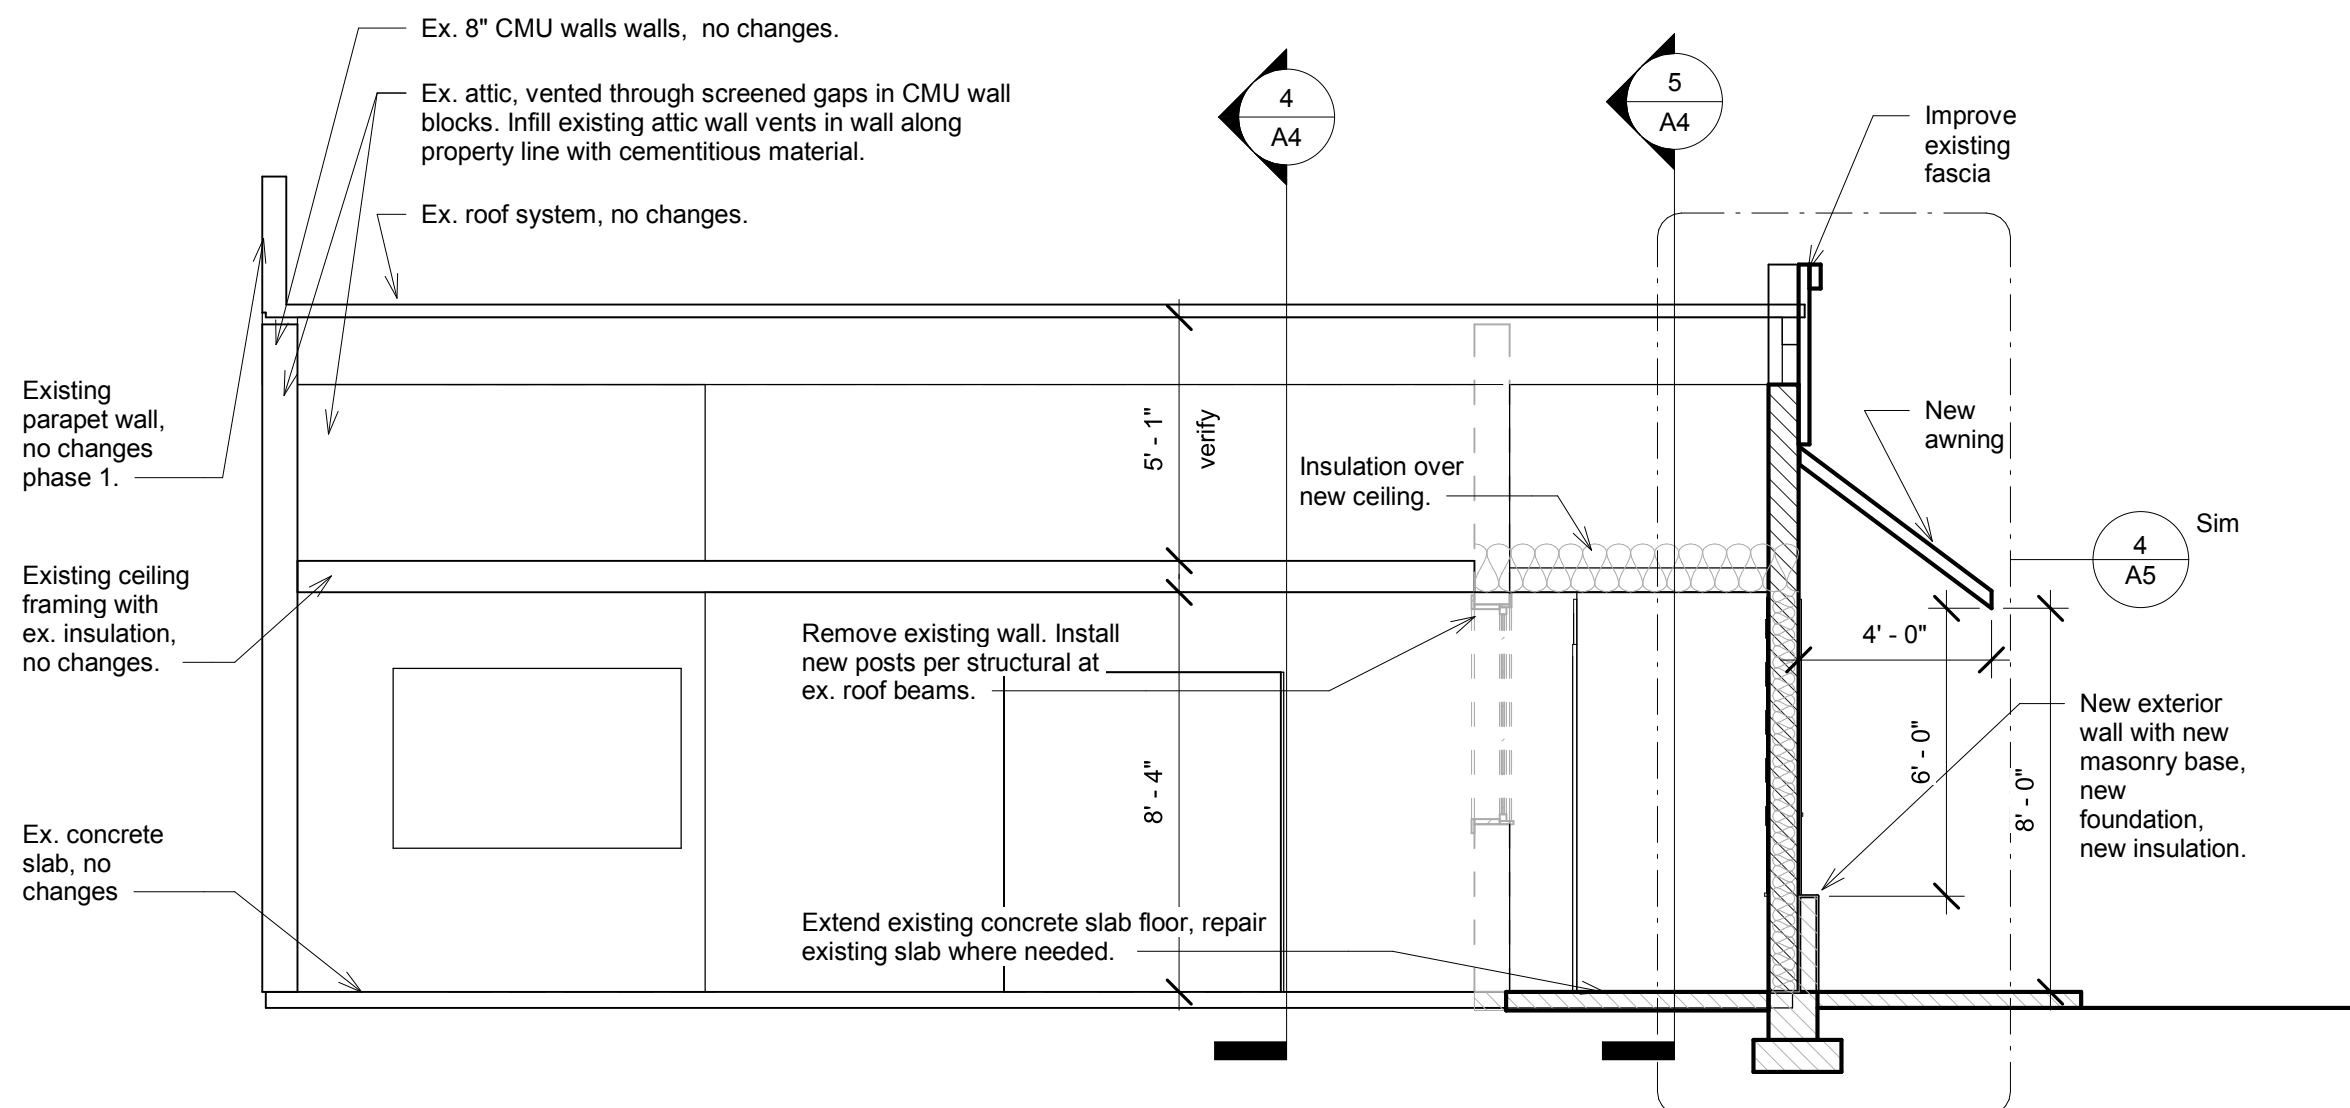 Ex. 8" CMU walls walls, no changes.
Ex. attic, vented through screened gaps in CMU wall
blocks. Infill existing attic wall vents in wall along
property line with cementitious material.
Ex. roof system, no changes.
4
A4
5
A4
Improve
existing
fascia
Existing
parapet wall,
no changes
phase 1.
5' - 1"
verify
Insulation over
new ceiling.
New
awning
4
A5
Sim
Existing ceiling
framing with
ex. insulation,
no changes.
Remove existing wall. Install
new posts per structural at
ex. roof beams.
4' - 0"
6' - 0"
8' - 0"
New exterior
wall with new
masonry base,
new
foundation,
new insulation.
8' - 4"
Ex. concrete
slab, no
changes
Extend existing concrete slab floor, repair
existing slab where needed.